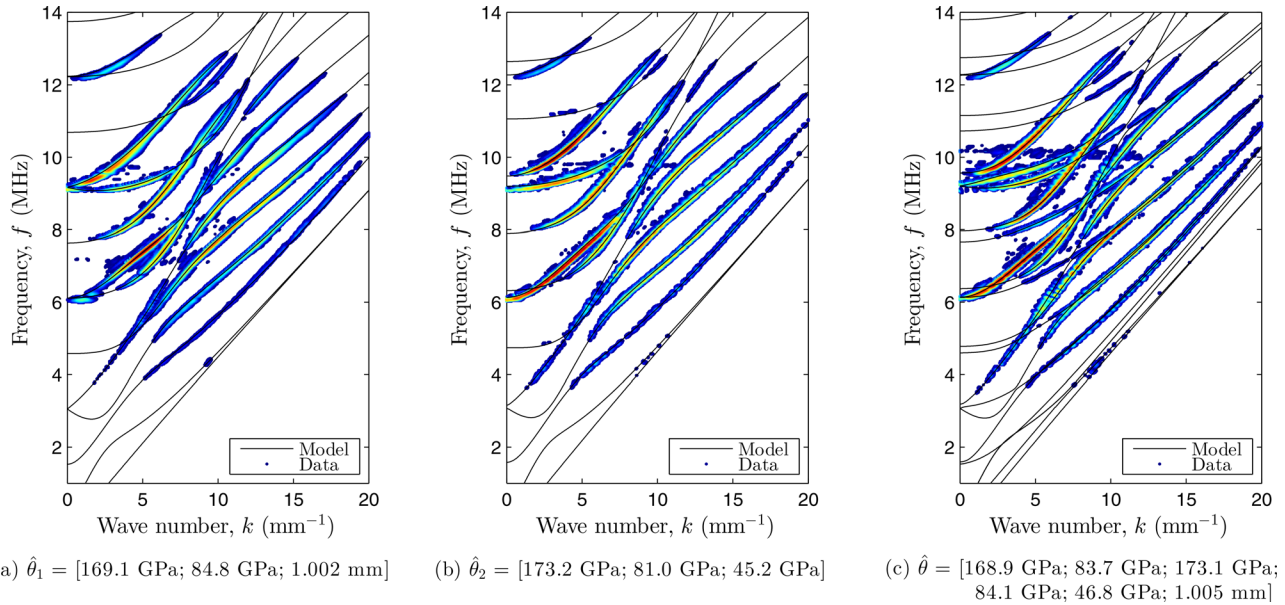 14
12
10
8
6
4
2
0 5 10 15 20
Frequency, f (MHz)
Wave number, k (mm⁻¹)
Model
Data
a) θ̂₁ = [169.1 GPa; 84.8 GPa; 1.002 mm]
14
12
10
8
6
4
2
0 5 10 15 20
Frequency, f (MHz)
Wave number, k (mm⁻¹)
Model
Data
(b) θ̂₂ = [173.2 GPa; 81.0 GPa; 45.2 GPa]
14
12
10
8
6
4
2
0 5 10 15 20
Frequency, f (MHz)
Wave number, k (mm⁻¹)
Model
Data
(c) θ̂ = [168.9 GPa; 83.7 GPa; 173.1 GPa;
84.1 GPa; 46.8 GPa; 1.005 mm]